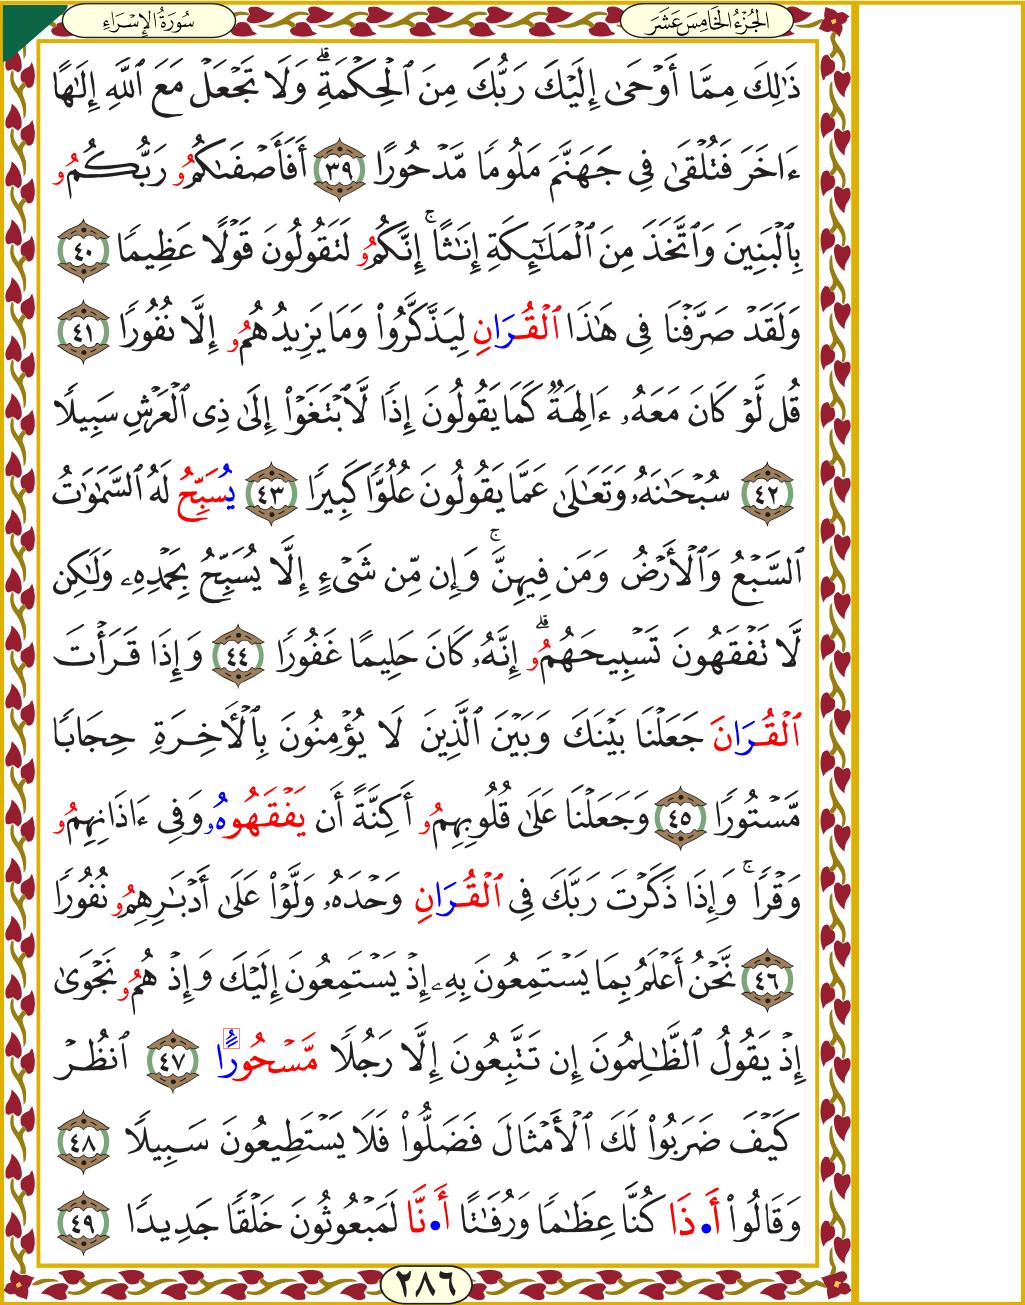 سُورَةُ الإِسْرَاءِ
الجُزْءُ الخَامِسَ عَشَرَ
ذَٰلِكَ مِمَّا أَوْحَىٰ إِلَيْكَ رَبُّكَ مِنَ ٱلْحِكْمَةِ ۗ وَلَا تَجْعَلْ مَعَ ٱللَّهِ إِلَٰهًا
ءَاخَرَ فَتُلْقَىٰ فِى جَهَنَّمَ مَلُومًا مَّدْحُورًا ٣٩ أَفَأَصْفَىٰكُمُو رَبُّكُمُو
بِٱلْبَنِينَ وَٱتَّخَذَ مِنَ ٱلْمَلَٰٓئِكَةِ إِنَٰثًا ۚ إِنَّكُمُو لَتَقُولُونَ قَوْلًا عَظِيمًا ٤٠
وَلَقَدْ صَرَّفْنَا فِى هَٰذَا ٱلْقُرَانِ لِيَذَّكَّرُوا۟ وَمَا يَزِيدُهُمُو إِلَّا نُفُورًا ٤١
قُل لَّوْ كَانَ مَعَهُۥ ءَالِهَةٌ كَمَا يَقُولُونَ إِذًا لَّٱبْتَغَوْا۟ إِلَىٰ ذِى ٱلْعَرْشِ سَبِيلًا
٤٢ سُبْحَٰنَهُۥ وَتَعَٰلَىٰ عَمَّا يَقُولُونَ عُلُوًّا كَبِيرًا ٤٣ يُسَبِّحُ لَهُ ٱلسَّمَٰوَٰتُ
ٱلسَّبْعُ وَٱلْأَرْضُ وَمَن فِيهِنَّ ۚ وَإِن مِّن شَىْءٍ إِلَّا يُسَبِّحُ بِحَمْدِهِۦ وَلَٰكِن
لَّا تَفْقَهُونَ تَسْبِيحَهُمُو ۗ إِنَّهُۥ كَانَ حَلِيمًا غَفُورًا ٤٤ وَإِذَا قَرَأْتَ
ٱلْقُرَانَ جَعَلْنَا بَيْنَكَ وَبَيْنَ ٱلَّذِينَ لَا يُؤْمِنُونَ بِٱلْأَخِرَةِ حِجَابًا
مَّسْتُورًا ٤٥ وَجَعَلْنَا عَلَىٰ قُلُوبِهِمُو أَكِنَّةً أَن يَفْقَهُوهُۥ وَفِى ءَاذَانِهِمُو
وَقْرًا ۚ وَإِذَا ذَكَرْتَ رَبَّكَ فِى ٱلْقُرَانِ وَحْدَهُۥ وَلَّوْا۟ عَلَىٰ أَدْبَٰرِهِمُو نُفُورًا
٤٦ نَّحْنُ أَعْلَمُ بِمَا يَسْتَمِعُونَ بِهِۦٓ إِذْ يَسْتَمِعُونَ إِلَيْكَ وَإِذْ هُمُو نَجْوَىٰ
إِذْ يَقُولُ ٱلظَّٰلِمُونَ إِن تَتَّبِعُونَ إِلَّا رَجُلًا مَّسْحُورًا ٤٧ ٱنظُرْ
كَيْفَ ضَرَبُوا۟ لَكَ ٱلْأَمْثَالَ فَضَلُّوا۟ فَلَا يَسْتَطِيعُونَ سَبِيلًا ٤٨
وَقَالُوٓا۟ أَ•ذَا كُنَّا عِظَٰمًا وَرُفَٰتًا أَ•نَّا لَمَبْعُوثُونَ خَلْقًا جَدِيدًا ٤٩
٢٨٦